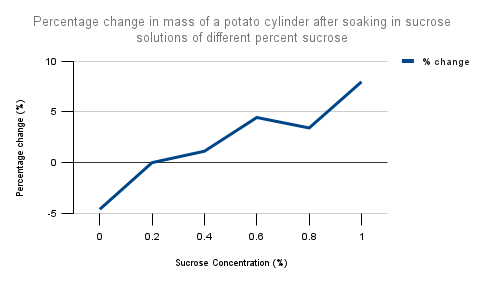 Percentage change in mass of a potato cylinder after soaking in sucrose
solutions of different percent sucrose
% change
Percentage change (%)
10
5
0
-5
0 0.2 0.4 0.6 0.8 1
Sucrose Concentration (%)